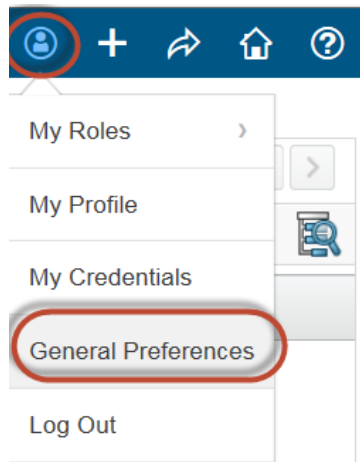 My Roles
My Profile
My Credentials
General Preferences
Log Out